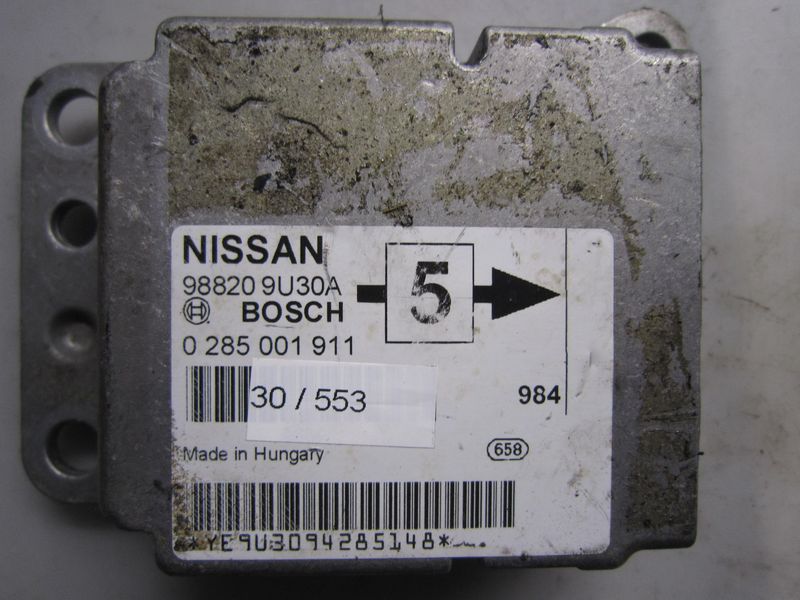 NISSAN
98820 9U30A
5
BOSCH
0 285 001 911
30 / 553
984
Made in Hungary
658
*YE9U3094285148*